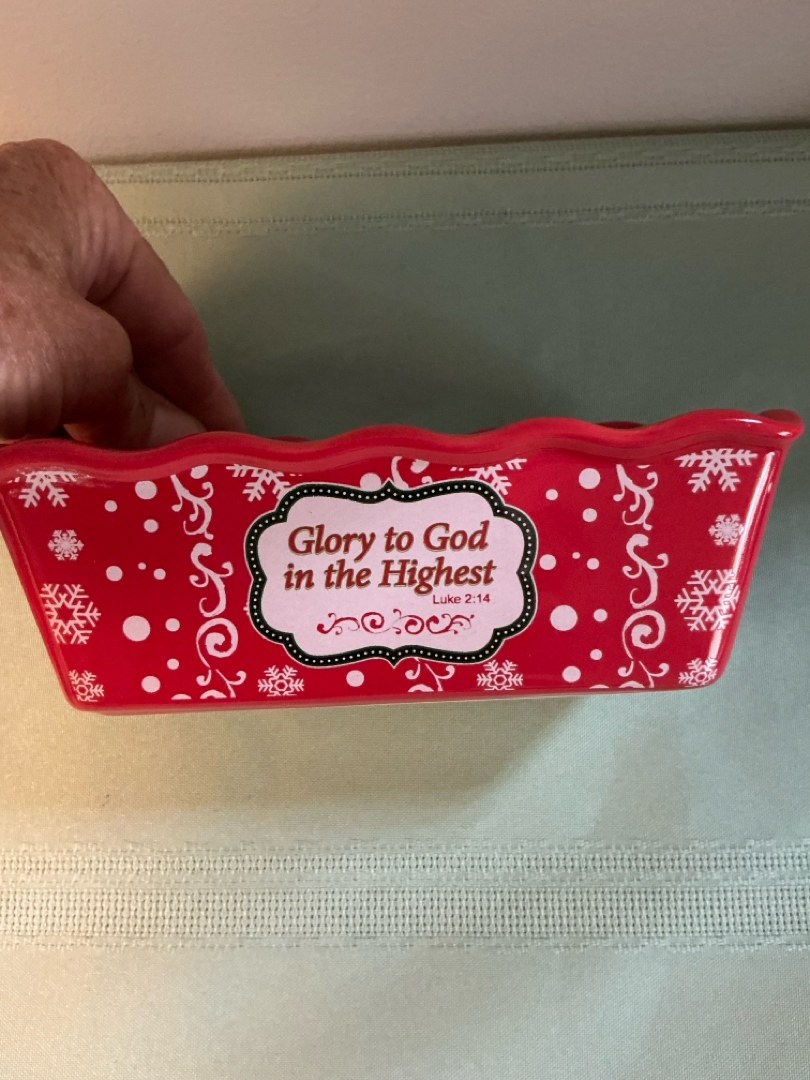 Glory to God
in the Highest
Luke 2:14